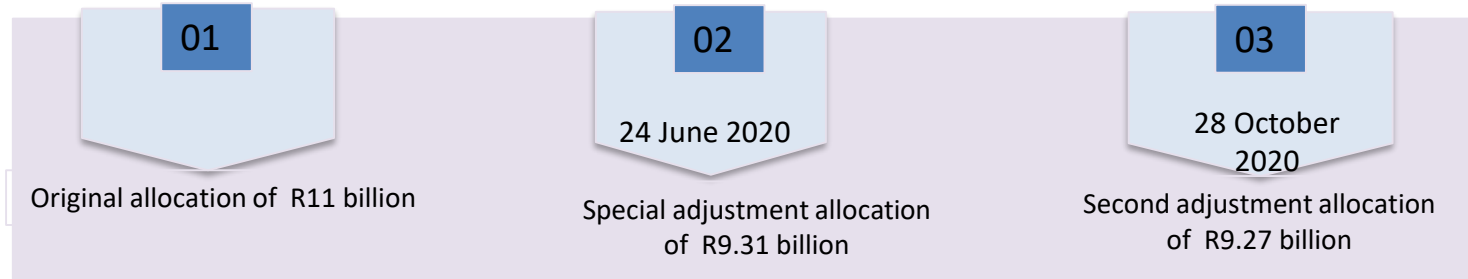 01
Original allocation of R11 billion
02
24 June 2020
Special adjustment allocation
of R9.31 billion
03
28 October
2020
Second adjustment allocation
of R9.27 billion